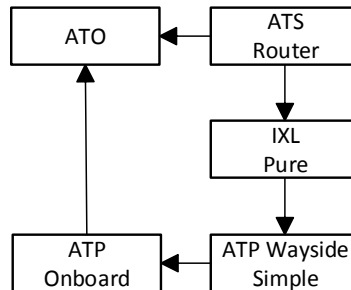 ATO
ATS
Router
IXL
Pure
ATP
Onboard
ATP Wayside
Simple